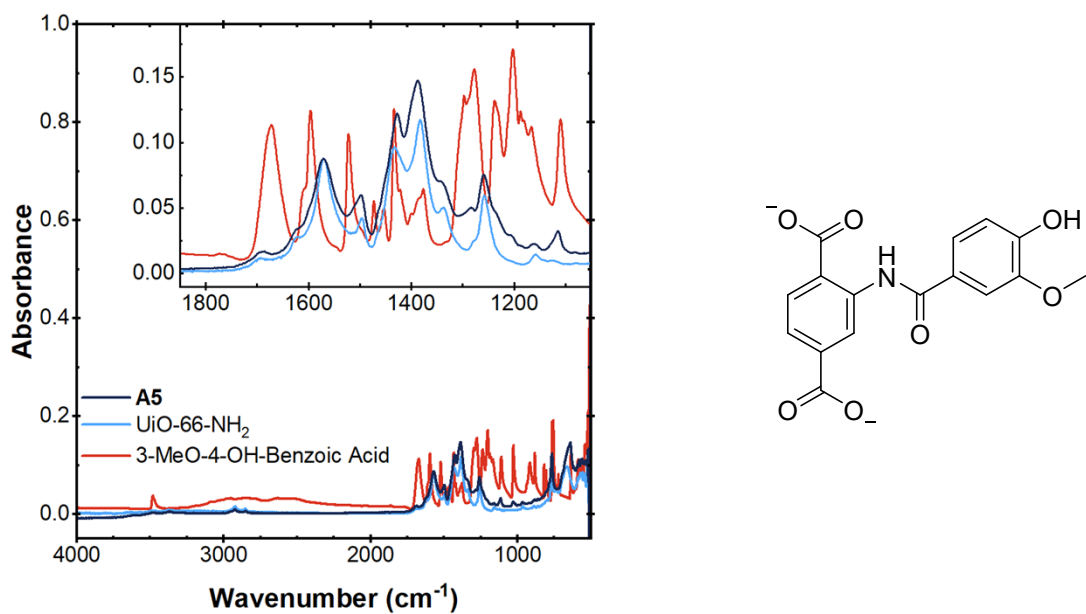 1.0
0.8
0.6
0.4
0.2
0.0
Absorbance
0.15
0.10
0.05
0.00
1800 1600 1400 1200
A5
UiO-66-NH₂
3-MeO-4-OH-Benzoic Acid
4000 3000 2000 1000
Wavenumber (cm⁻¹)
⁻O O
OH
H
N
O
O
O O⁻